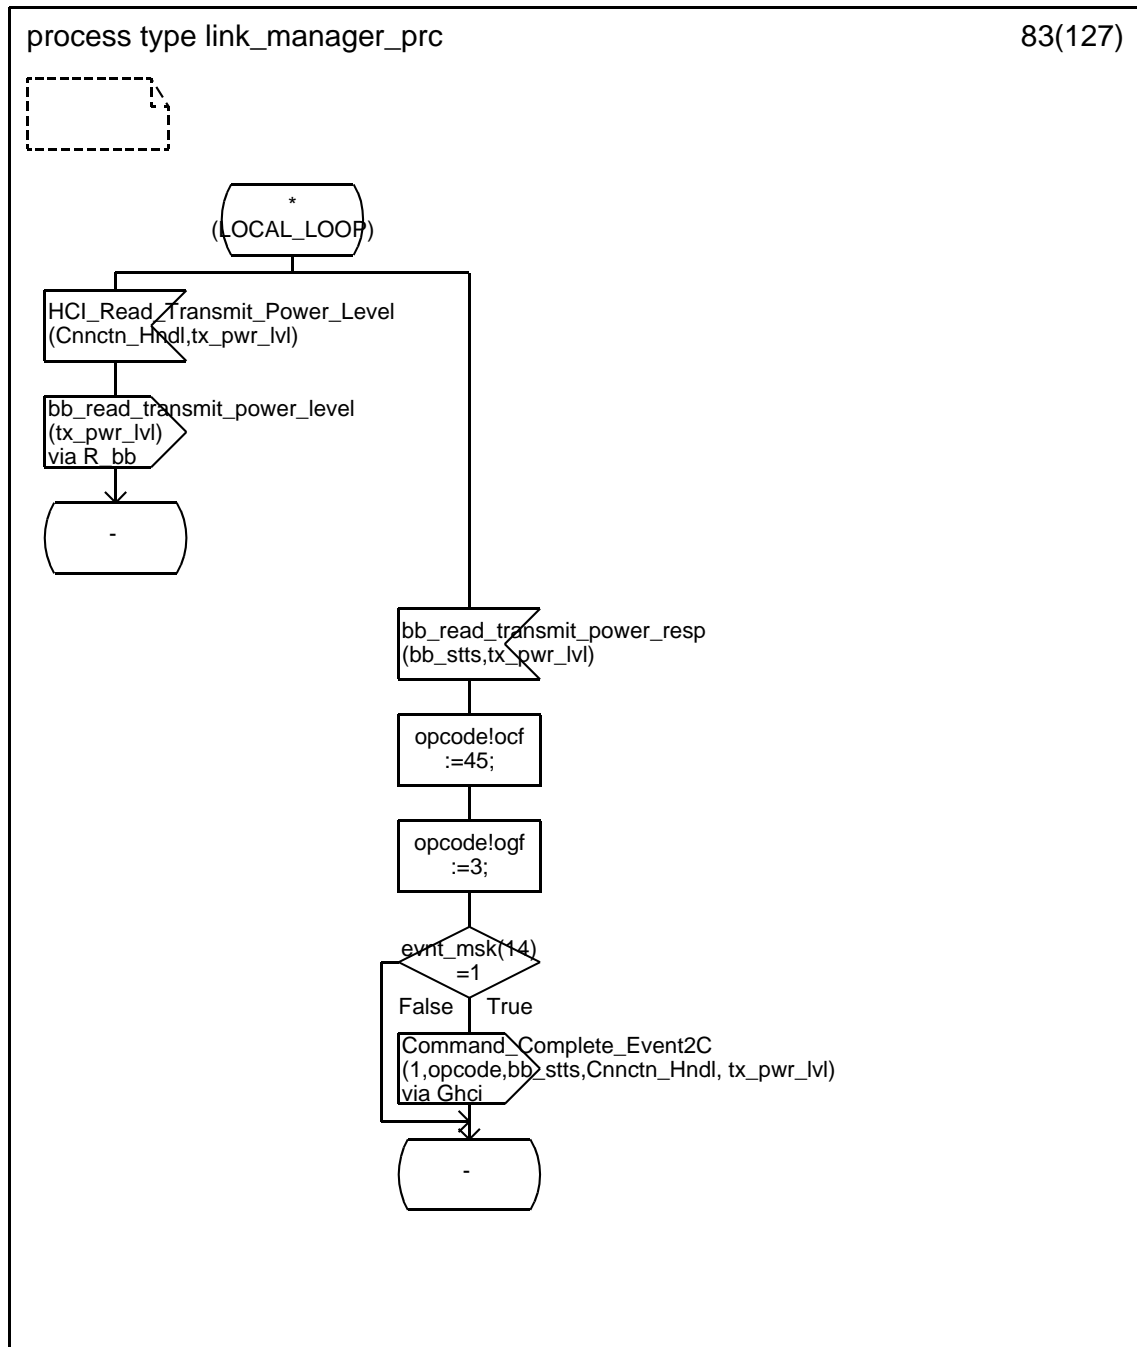 process type link_manager_prc
83(127)
*
(LOCAL_LOOP)
HCI_Read_Transmit_Power_Level
(Cnnctn_Hndl,tx_pwr_lvl)
bb_read_transmit_power_level
(tx_pwr_lvl)
via R_bb
-
bb_read_transmit_power_resp
(bb_stts,tx_pwr_lvl)
opcode!ocf
:=45;
opcode!ogf
:=3;
evnt_msk(14)
=1
False
True
Command_Complete_Event2C
(1,opcode,bb_stts,Cnnctn_Hndl, tx_pwr_lvl)
via Ghci
-